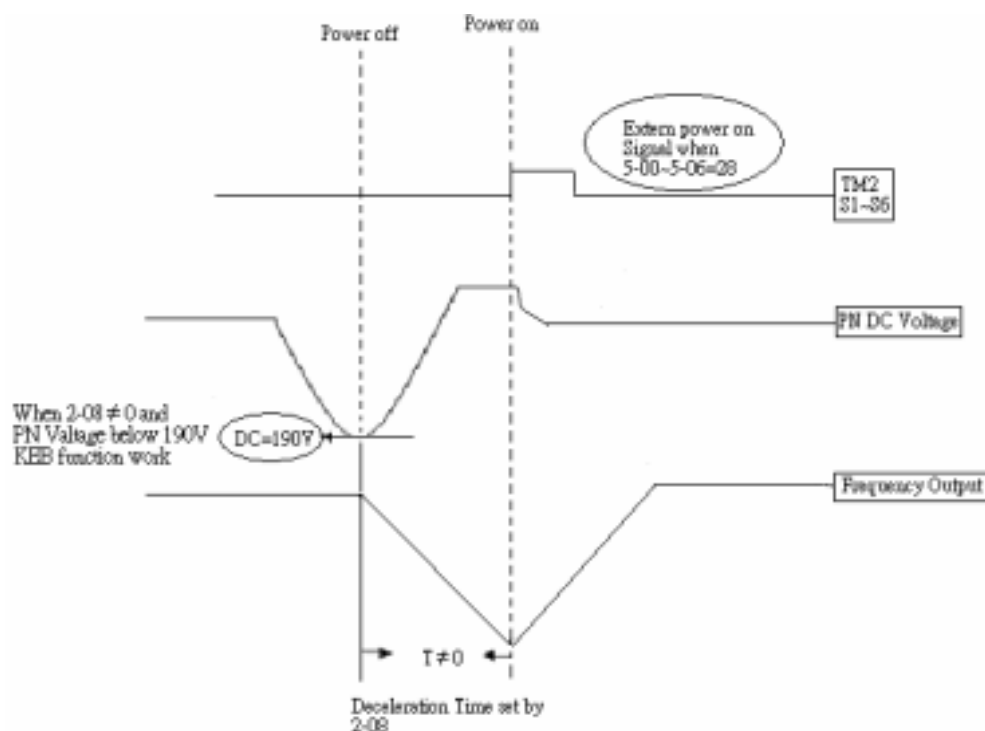 Power off
Power on
Extern power on
Signal when
5-00~5-06=28
TM2
S1~S6
PN DC Voltage
When 2-08 ≠ 0 and
PN Valtage below 190V
KEB function work
DC=190V
Frequency Output
T≠0
Deceleration Time set by
2-08